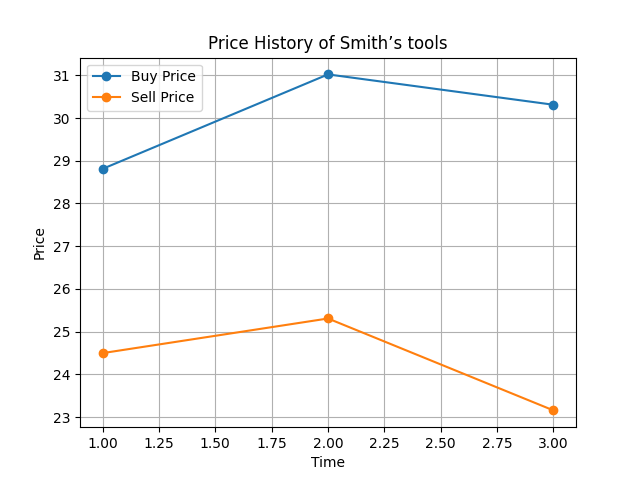 Price History of Smith’s tools
Buy Price
Sell Price
Price
31
30
29
28
27
26
25
24
23
1.00 1.25 1.50 1.75 2.00 2.25 2.50 2.75 3.00
Time